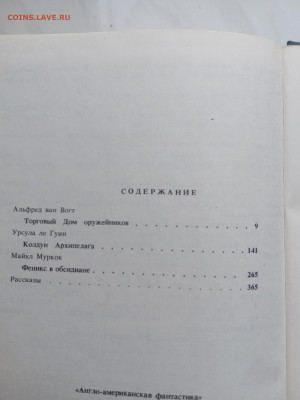 COINS.LAVE.RU
СОДЕРЖАНИЕ
Альфред ван Вогт
Торговый Дом оружейников . . . . . . . . . . . . 9
Урсула ле Гуин
Колдун Архипелага . . . . . . . . . . . . . . 141
Майкл Муркок
Феникс в обсидиане . . . . . . . . . . . . . . 265
Рассказы . . . . . . . . . . . . . . . . . . 365
«Англо-американская фантастика»